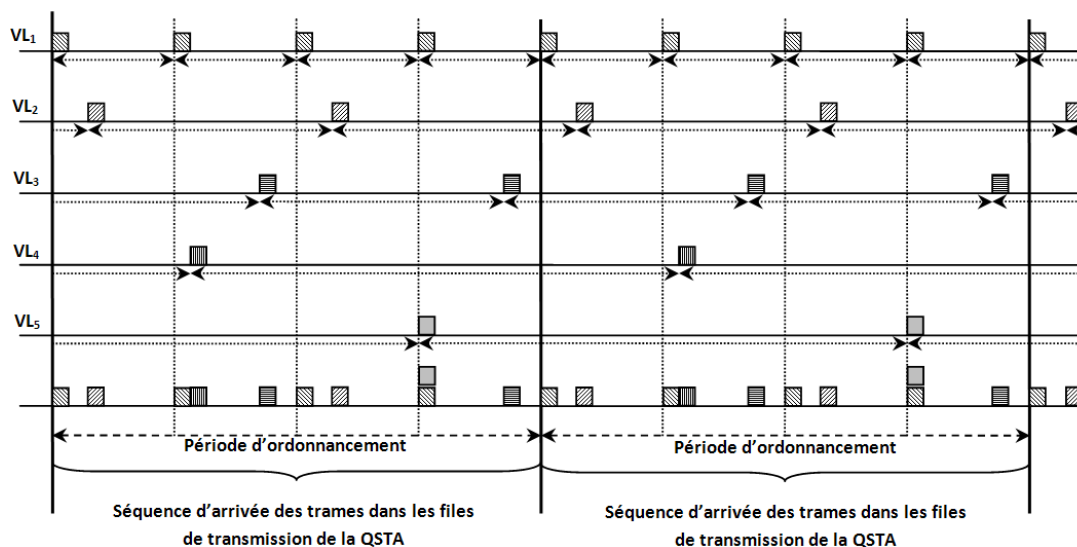 VL₁
VL₂
VL₃
VL₄
VL₅
Période d'ordonnancement
Période d'ordonnancement
Séquence d'arrivée des trames dans les files
de transmission de la QSTA
Séquence d'arrivée des trames dans les files
de transmission de la QSTA